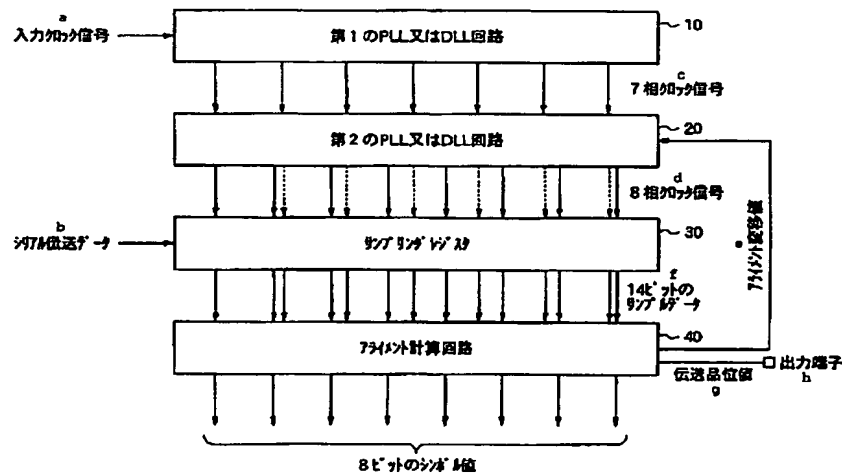 a
入力クロック信号
第1のPLL又はDLL回路
10
c
7相クロック信号
第2のPLL又はDLL回路
20
d
8相クロック信号
b
シリアル伝送データ
サンプリングレジスタ
30
e
アライメント変移値
f
14ビットの
サンプルデータ
アライメント計算回路
40
伝送品位値
g
出力端子
h
8ビットのシンボル値